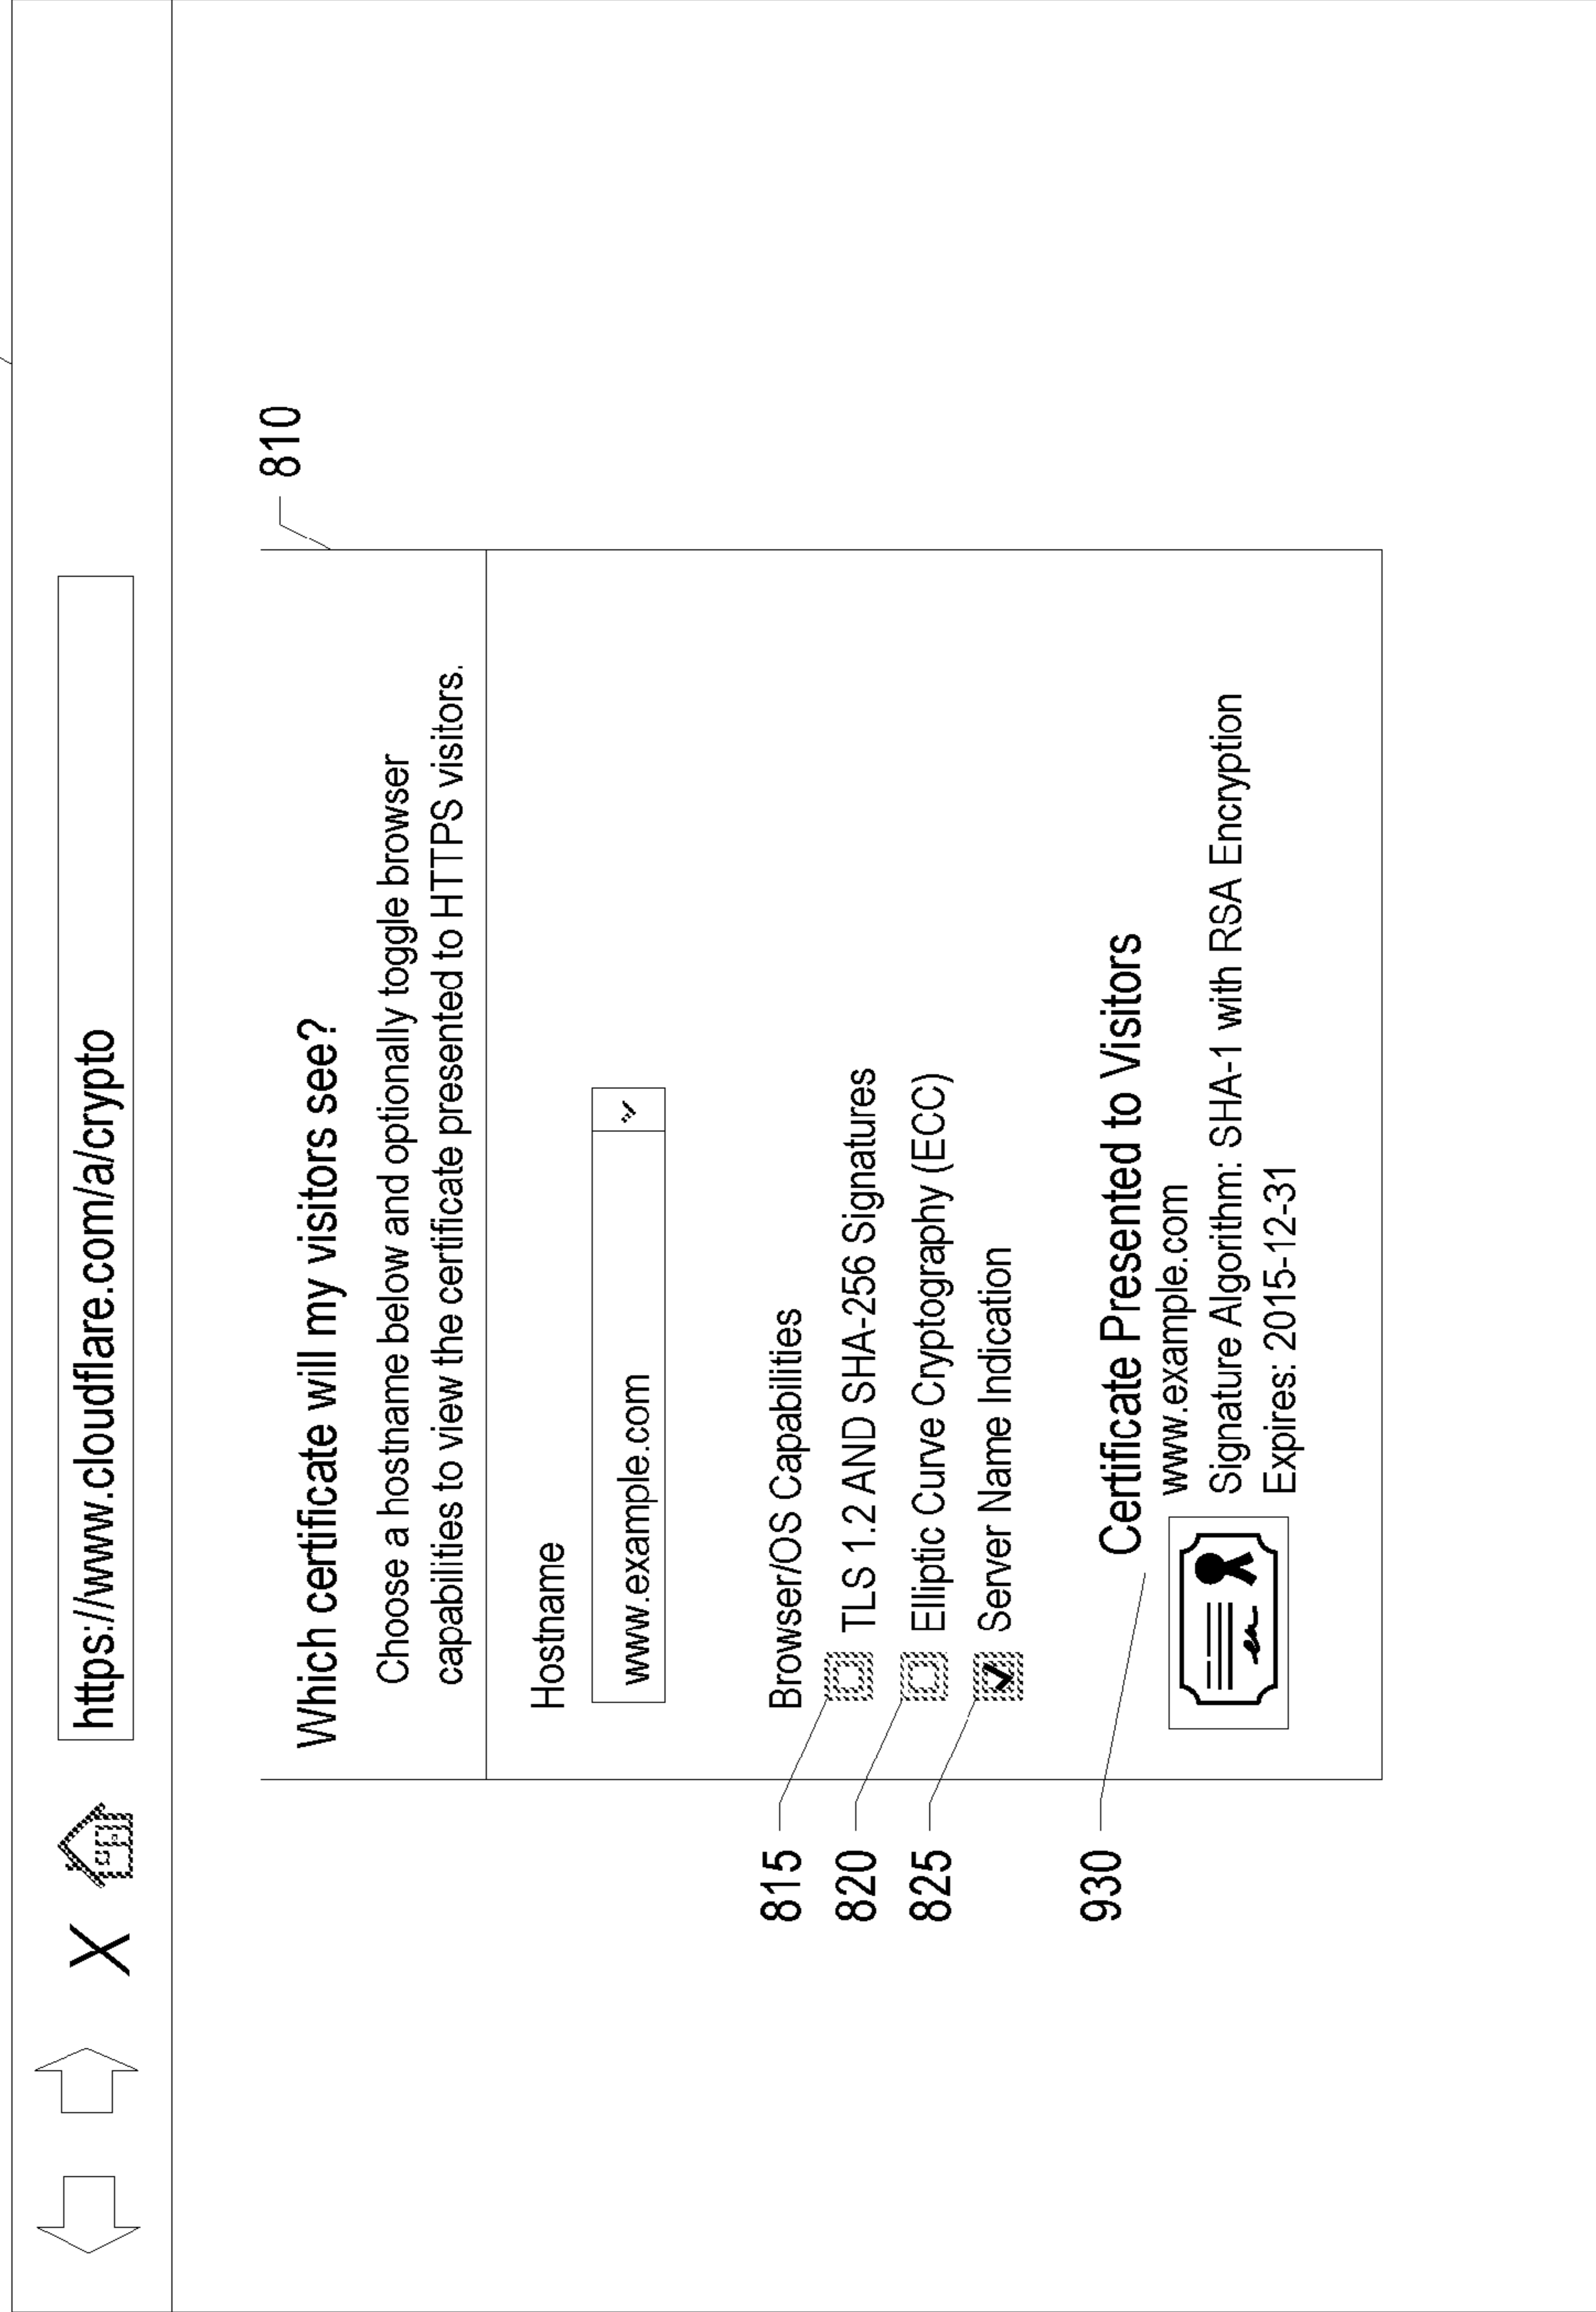 X
https://www.cloudflare.com/a/crypto
810
Which certificate will my visitors see?
Choose a hostname below and optionally toggle browser
capabilities to view the certificate presented to HTTPS visitors.
Hostname
www.example.com
Browser/OS Capabilities
815
TLS 1.2 AND SHA-256 Signatures
820
Elliptic Curve Cryptography (ECC)
825
Server Name Indication
930
Certificate Presented to Visitors
www.example.com
Signature Algorithm: SHA-1 with RSA Encryption
Expires: 2015-12-31